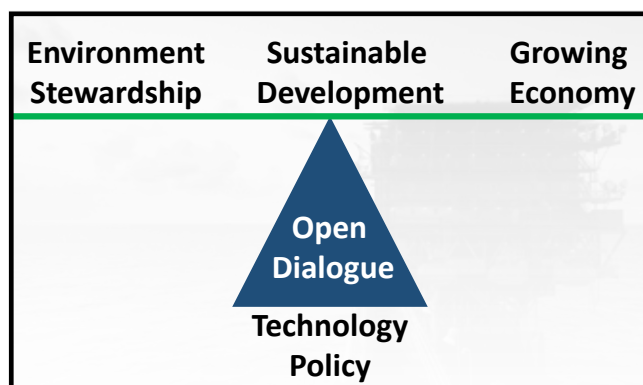 Environment Stewardship
Sustainable Development
Growing Economy
Open
Dialogue
Technology
Policy